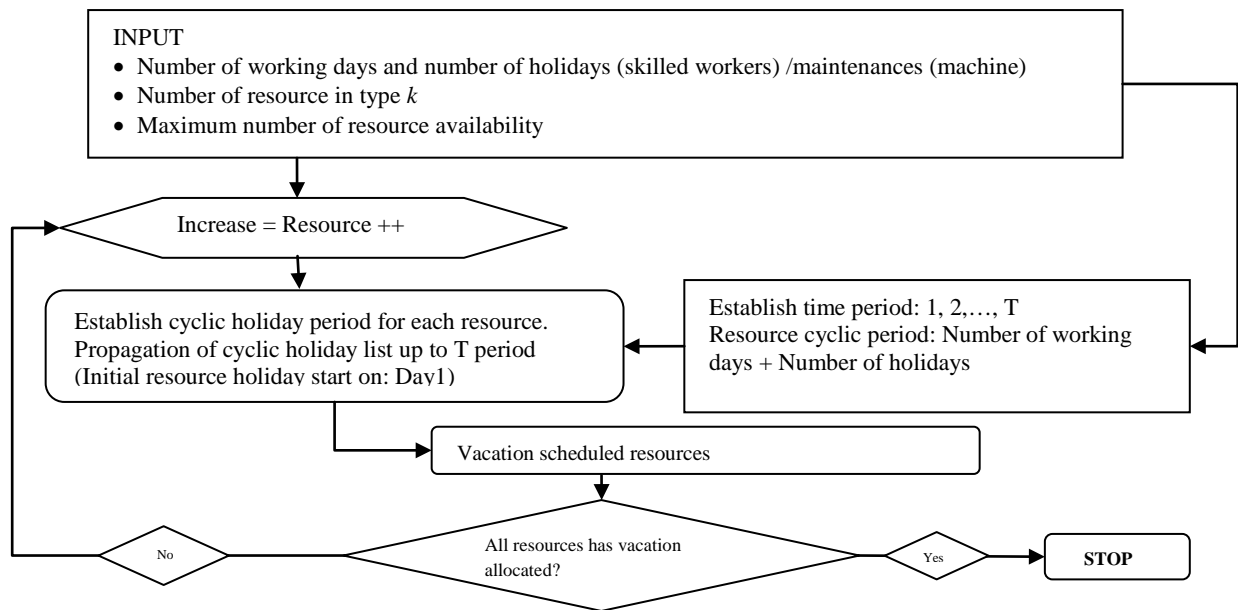 INPUT
• Number of working days and number of holidays (skilled workers) /maintenances (machine)
• Number of resource in type k
• Maximum number of resource availability
Increase = Resource ++
Establish cyclic holiday period for each resource.
Propagation of cyclic holiday list up to T period
(Initial resource holiday start on: Day1)
Establish time period: 1, 2,…, T
Resource cyclic period: Number of working
days + Number of holidays
Vacation scheduled resources
All resources has vacation
allocated?
No
Yes
STOP